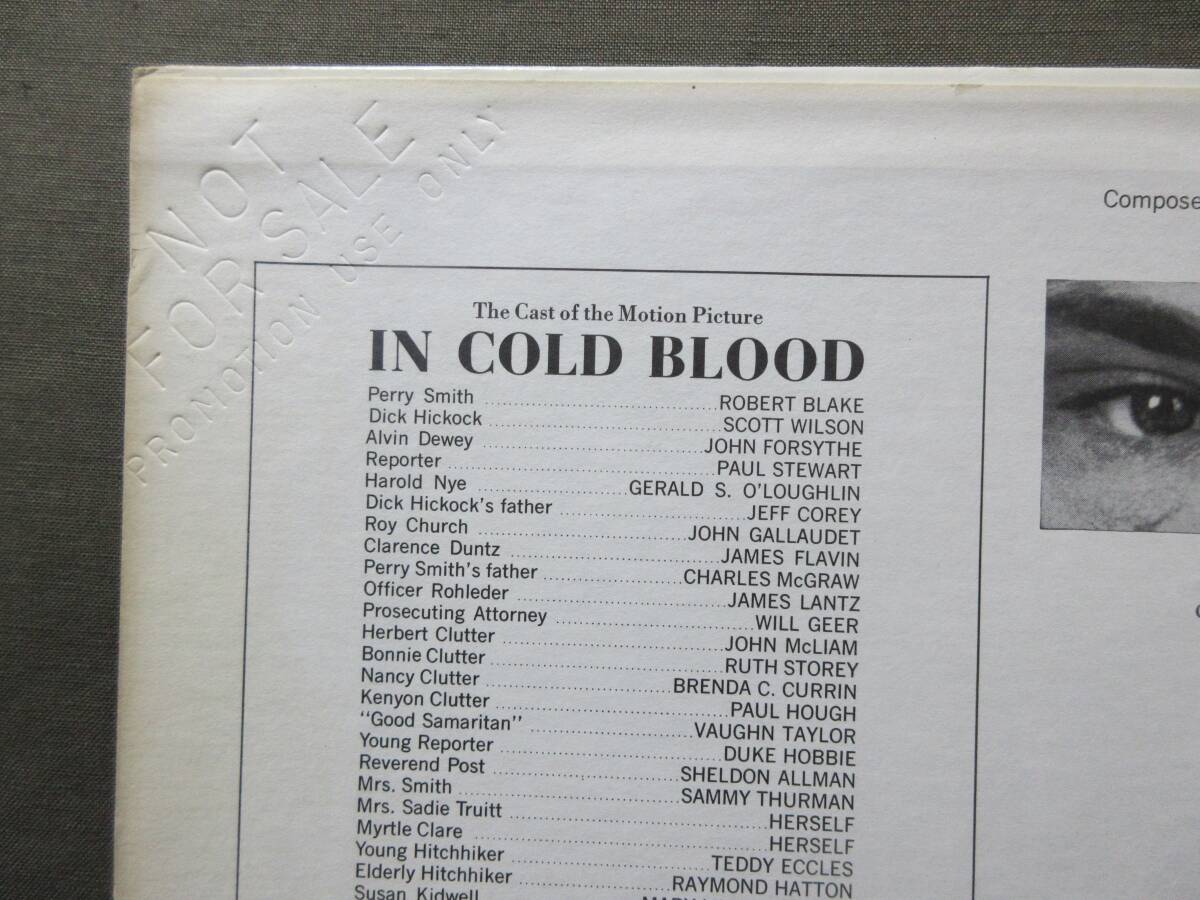 NOT
FOR SALE
PROMOTION USE ONLY
Compose
The Cast of the Motion Picture
IN COLD BLOOD
Perry Smith ROBERT BLAKE
Dick Hickock SCOTT WILSON
Alvin Dewey JOHN FORSYTHE
Reporter PAUL STEWART
Harold Nye GERALD S. O'LOUGHLIN
Dick Hickock's father JEFF COREY
Roy Church JOHN GALLAUDET
Clarence Duntz JAMES FLAVIN
Perry Smith's father CHARLES McGRAW
Officer Rohleder JAMES LANTZ
Prosecuting Attorney WILL GEER
Herbert Clutter JOHN McLIAM
Bonnie Clutter RUTH STOREY
Nancy Clutter BRENDA C. CURRIN
Kenyon Clutter PAUL HOUGH
"Good Samaritan" VAUGHN TAYLOR
Young Reporter DUKE HOBBIE
Reverend Post SHELDON ALLMAN
Mrs. Smith SAMMY THURMAN
Mrs. Sadie Truitt HERSELF
Myrtle Clare HERSELF
Young Hitchhiker TEDDY ECCLES
Elderly Hitchhiker RAYMOND HATTON
Susan Kidwell